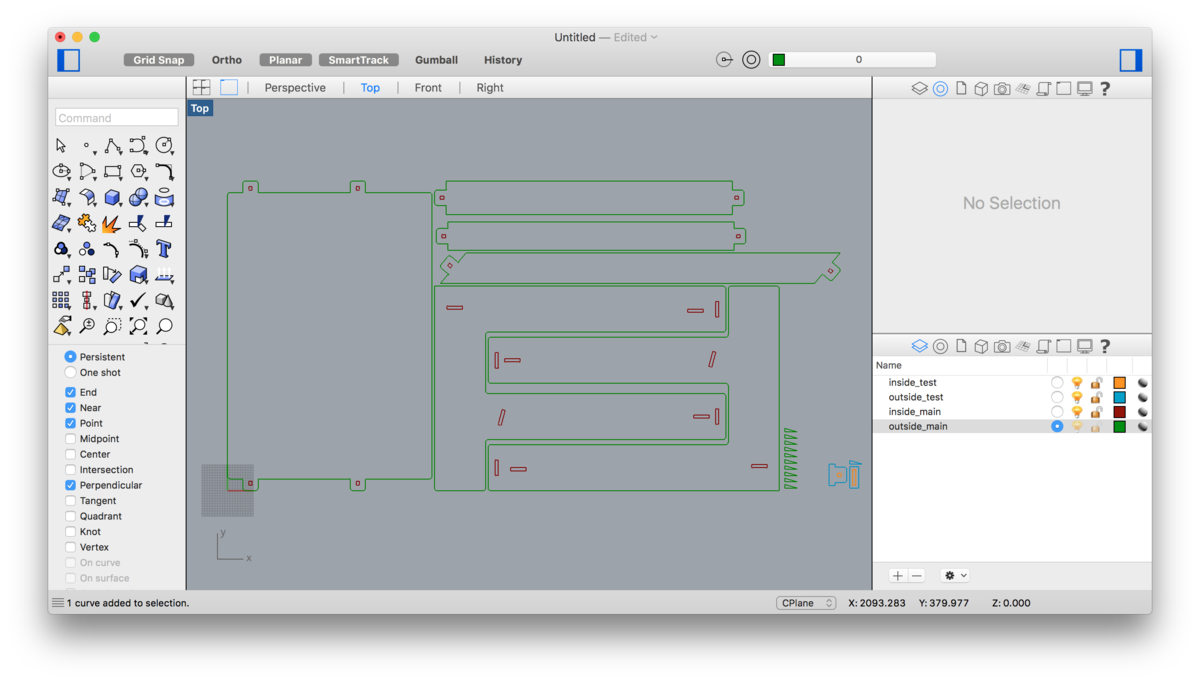 Untitled — Edited
Grid Snap Ortho Planar SmartTrack Gumball History 0
Perspective Top Front Right
Top
Command
No Selection
Persistent
One shot
End
Near
Point
Midpoint
Center
Intersection
Perpendicular
Tangent
Quadrant
Knot
Vertex
On curve
On surface
y
x
Name
inside_test
outside_test
inside_main
outside_main
1 curve added to selection.
CPlane X: 2093.283 Y: 379.977 Z: 0.000